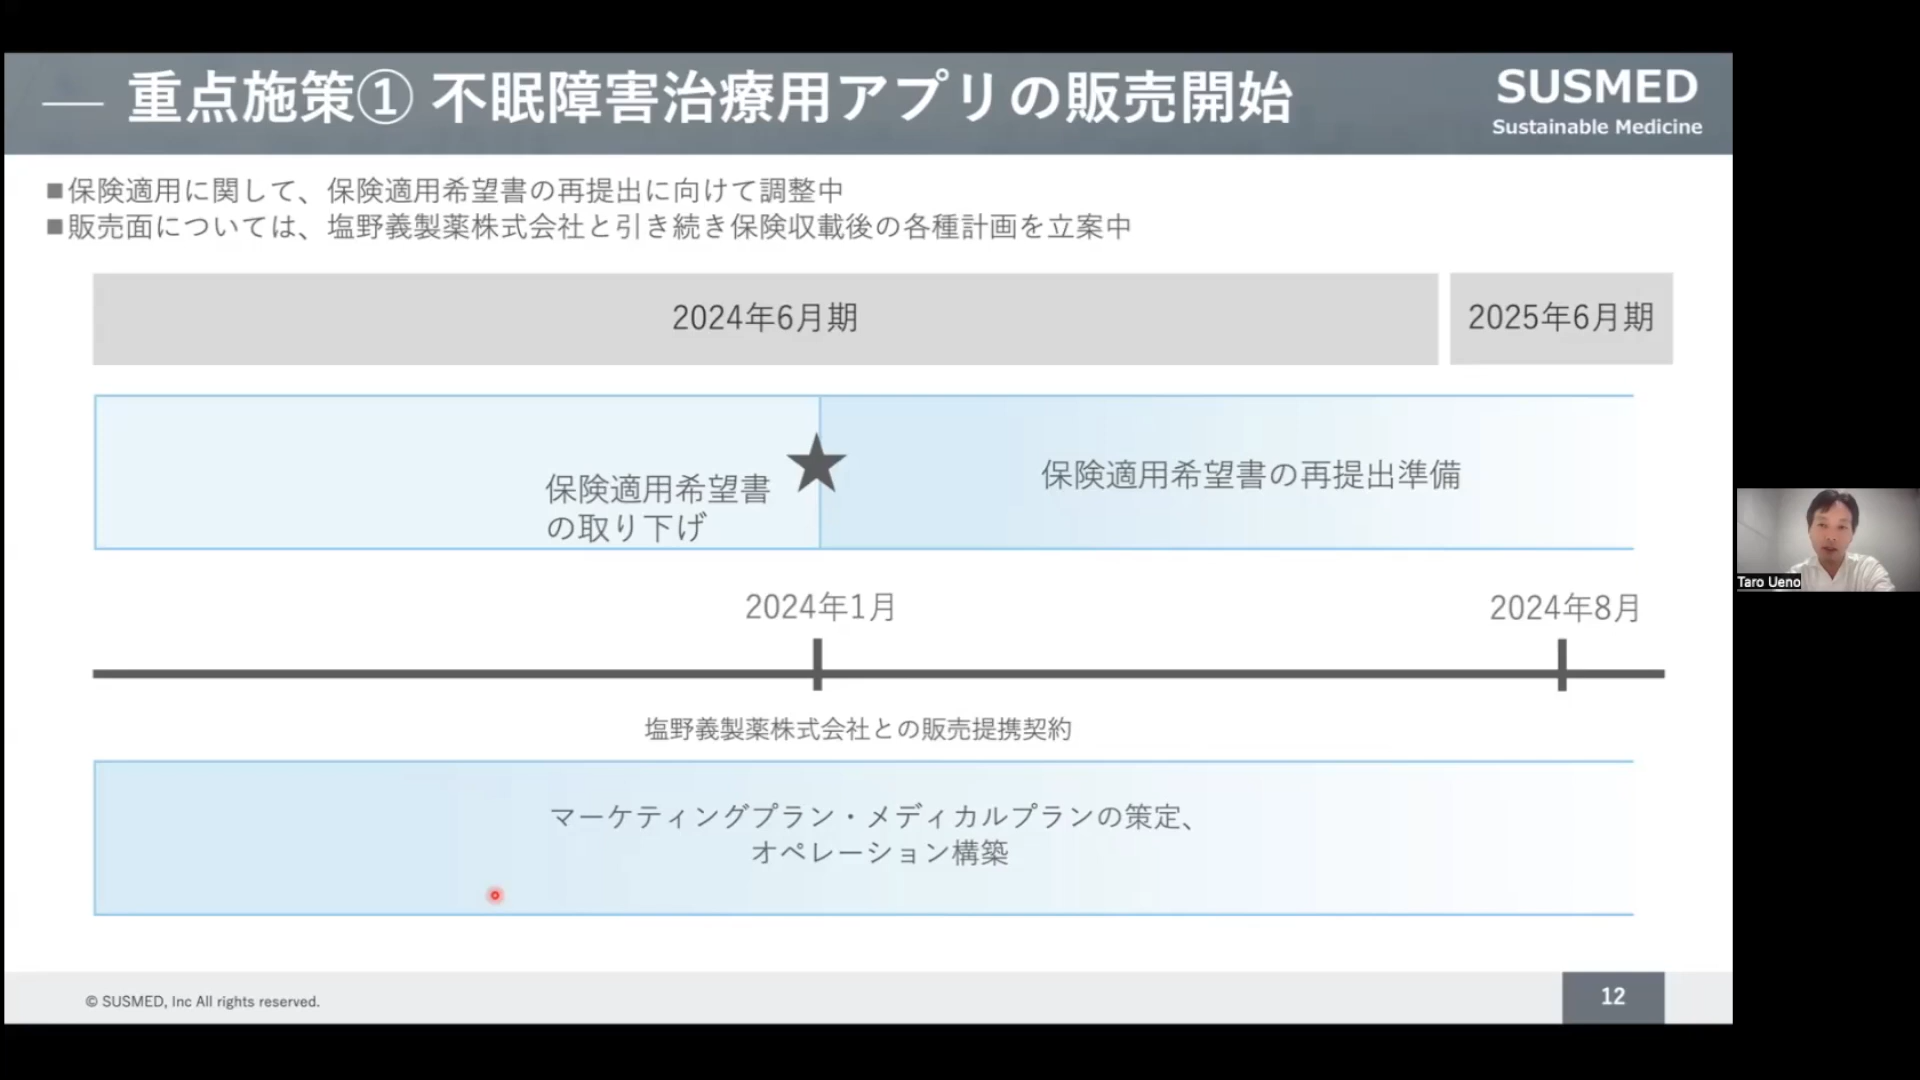 重点施策① 不眠障害治療用アプリの販売開始
SUSMED
Sustainable Medicine
■保険適用に関して、保険適用希望書の再提出に向けて調整中
■販売面については、塩野義製薬株式会社と引き続き保険収載後の各種計画を立案中
2024年6月期
2025年6月期
保険適用希望書
の取り下げ
保険適用希望書の再提出準備
2024年1月
2024年8月
塩野義製薬株式会社との販売提携契約
マーケティングプラン・メディカルプランの策定、
オペレーション構築
© SUSMED, Inc All rights reserved.
12
Taro Ueno